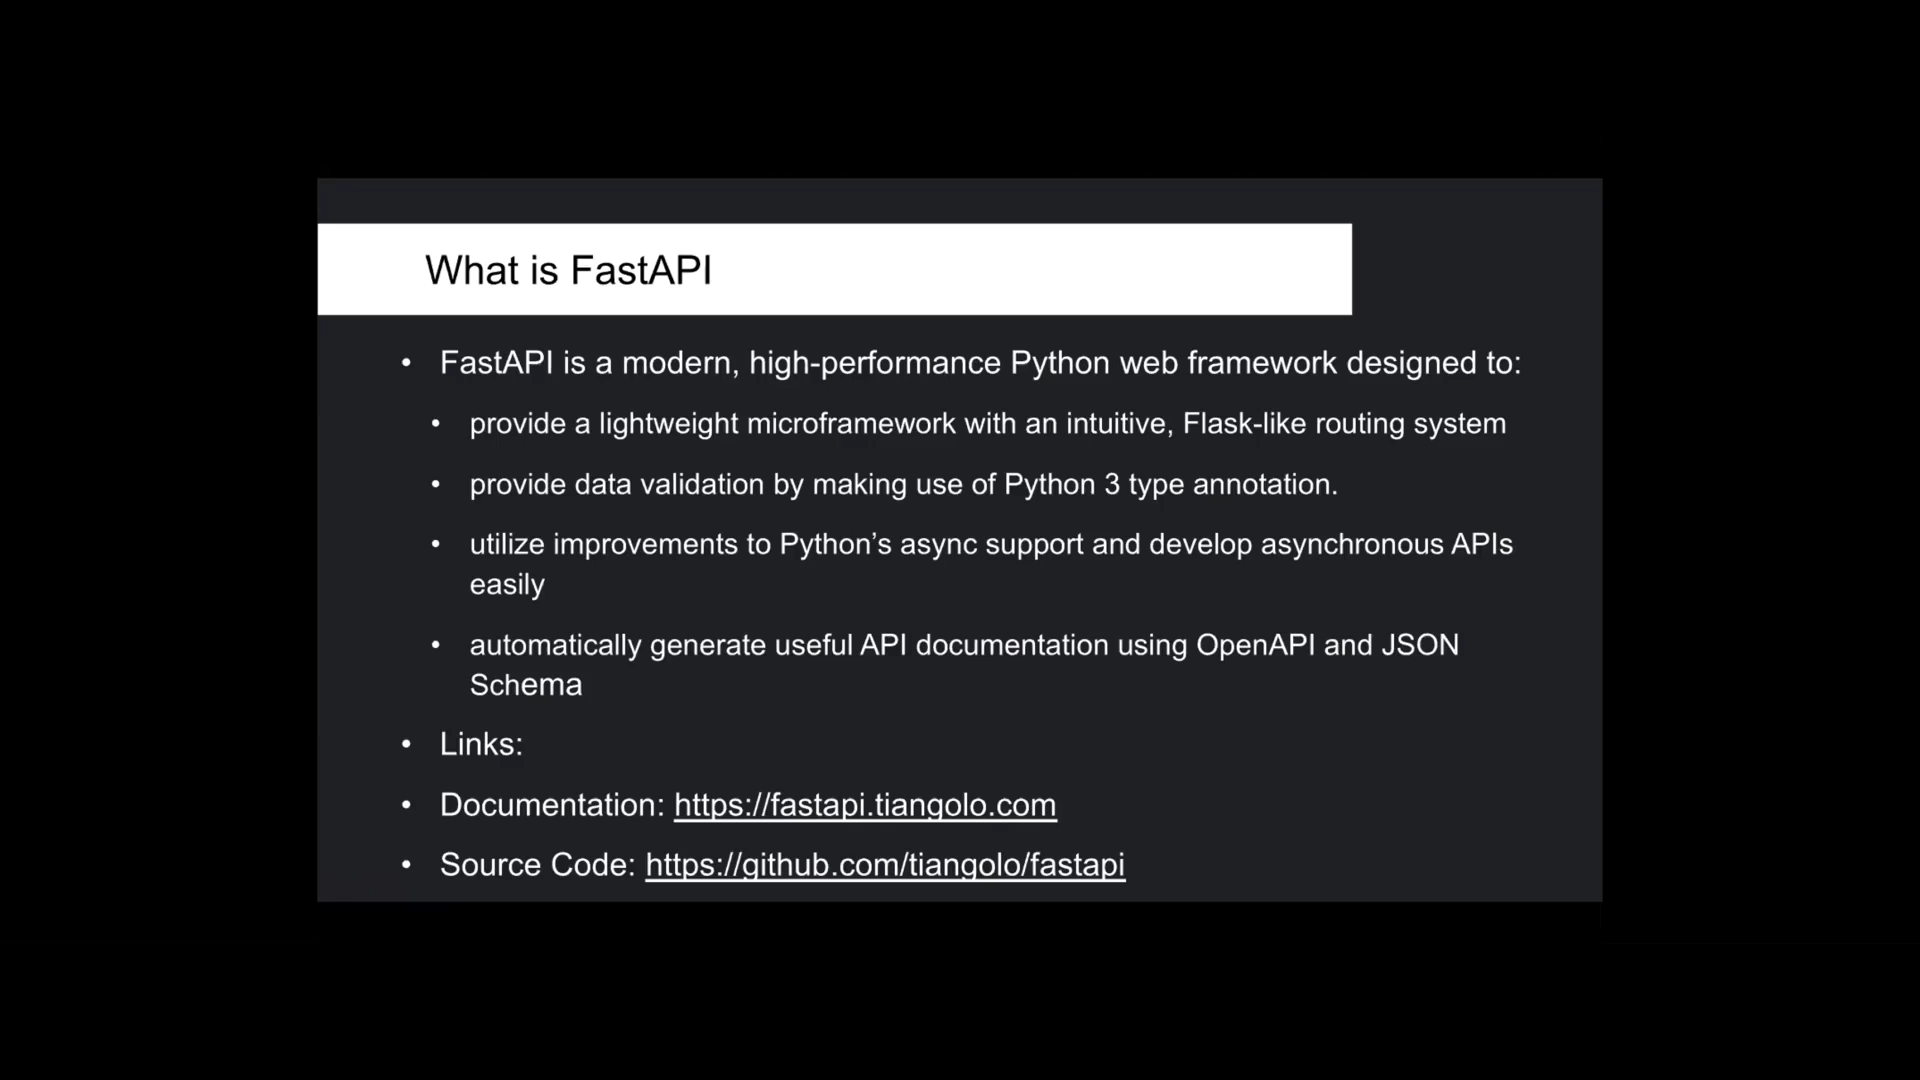 What is FastAPI
• FastAPI is a modern, high-performance Python web framework designed to:
• provide a lightweight microframework with an intuitive, Flask-like routing system
• provide data validation by making use of Python 3 type annotation.
• utilize improvements to Python’s async support and develop asynchronous APIs
easily
• automatically generate useful API documentation using OpenAPI and JSON
Schema
• Links:
• Documentation: https://fastapi.tiangolo.com
• Source Code: https://github.com/tiangolo/fastapi